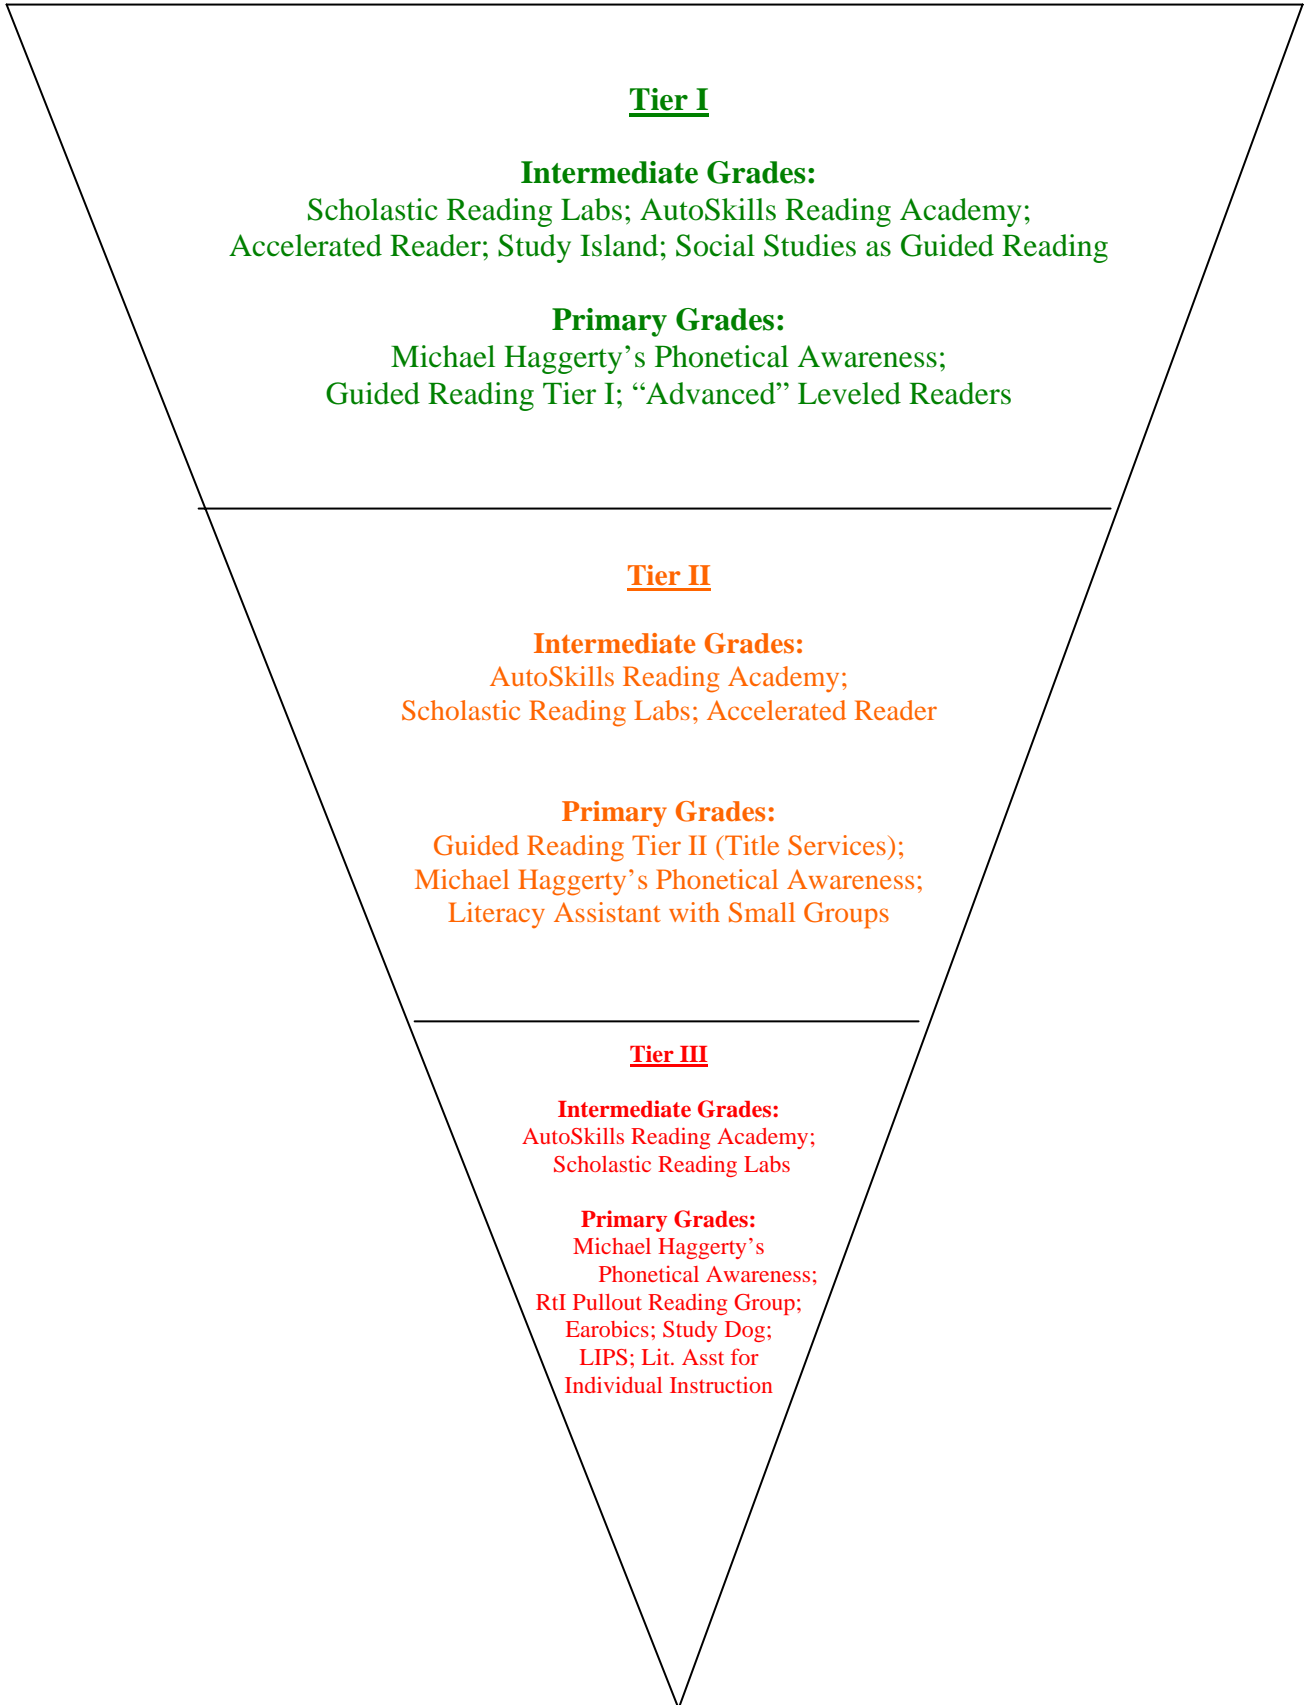 Tier I
Intermediate Grades:
Scholastic Reading Labs; AutoSkills Reading Academy;
Accelerated Reader; Study Island; Social Studies as Guided Reading
Primary Grades:
Michael Haggerty’s Phonetical Awareness;
Guided Reading Tier I; “Advanced” Leveled Readers
Tier II
Intermediate Grades:
AutoSkills Reading Academy;
Scholastic Reading Labs; Accelerated Reader
Primary Grades:
Guided Reading Tier II (Title Services);
Michael Haggerty’s Phonetical Awareness;
Literacy Assistant with Small Groups
Tier III
Intermediate Grades:
AutoSkills Reading Academy;
Scholastic Reading Labs
Primary Grades:
Michael Haggerty’s
Phonetical Awareness;
RtI Pullout Reading Group;
Earobics; Study Dog;
LIPS; Lit. Asst for
Individual Instruction